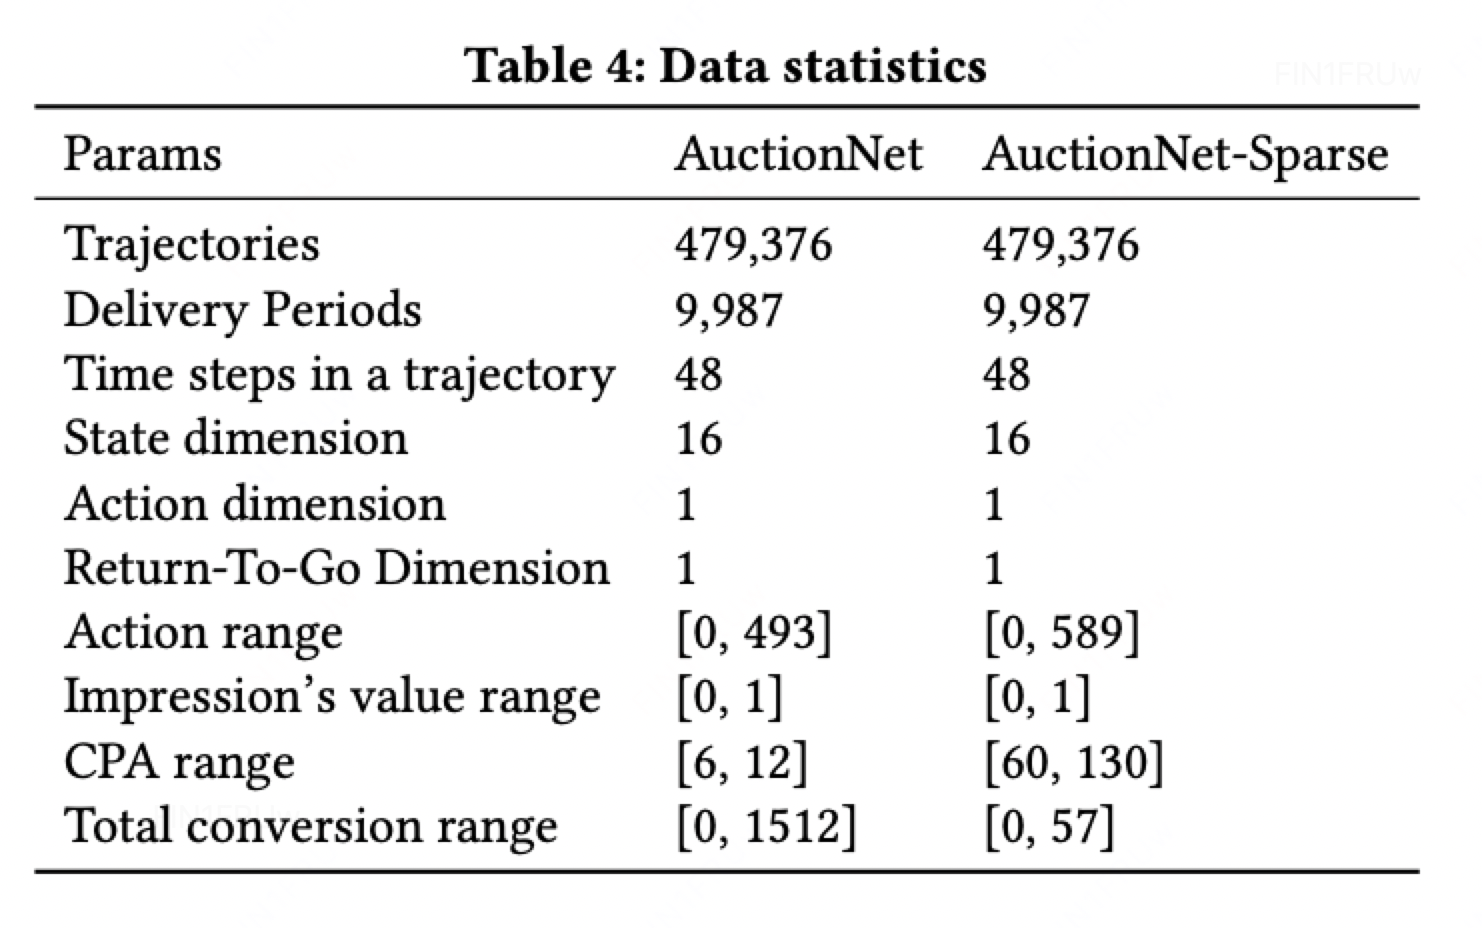 Table 4: Data statistics
FIN1FRUw
Params AuctionNet AuctionNet-Sparse
Trajectories 479,376 479,376
Delivery Periods 9,987 9,987
Time steps in a trajectory 48 48
State dimension 16 16
Action dimension 1 1
Return-To-Go Dimension 1 1
Action range [0, 493] [0, 589]
Impression’s value range [0, 1] [0, 1]
CPA range [6, 12] [60, 130]
Total conversion range [0, 1512] [0, 57]